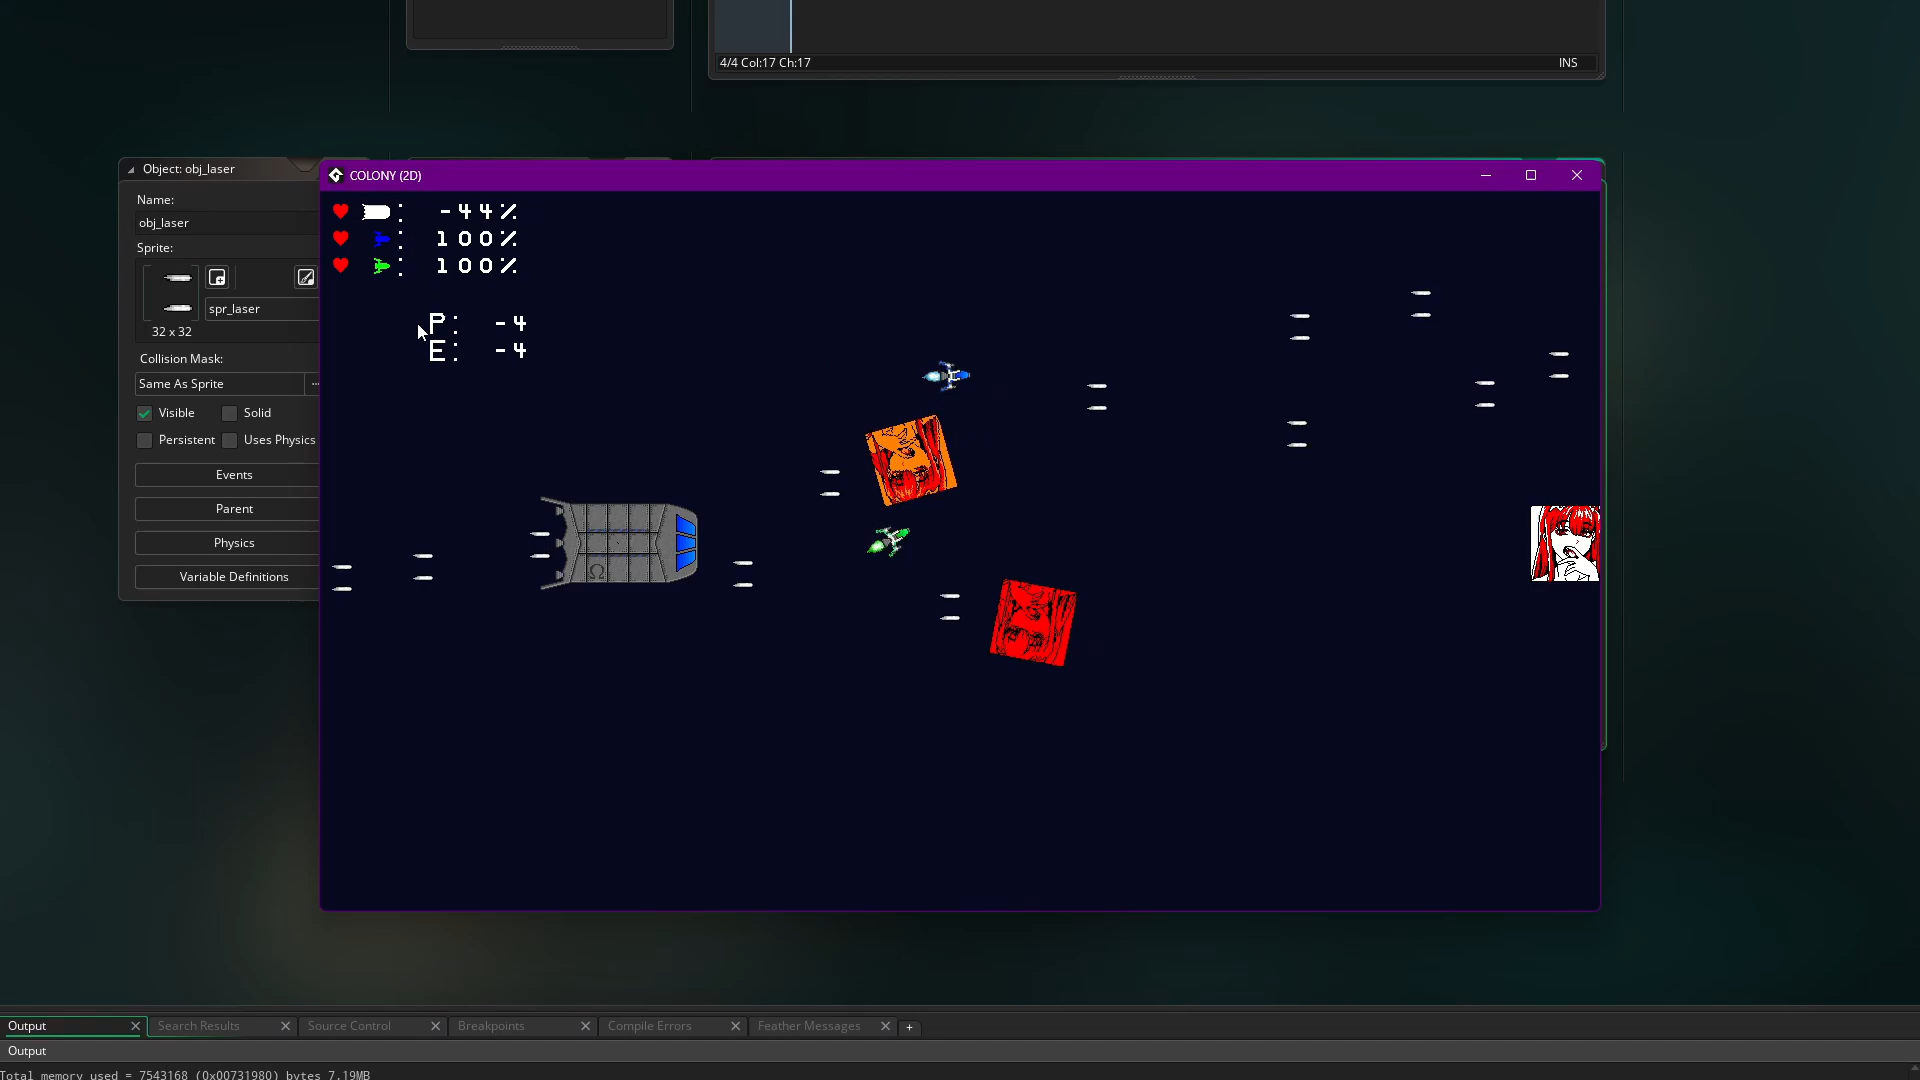 4/4 Col:17 Ch:17
INS
Object: obj_laser
Name:
obj_laser
Sprite:
spr_laser
32 x 32
Collision Mask:
Same As Sprite
...
Visible
Solid
Persistent
Uses Physics
Events
Parent
Physics
Variable Definitions
COLONY (2D)
: -44%
: 100%
: 100%
P: -4
E: -4
Ω
Output
Search Results
Source Control
Breakpoints
Compile Errors
Feather Messages
+
Output
Total memory used = 7543168 (0x00731980) bytes 7.19MB